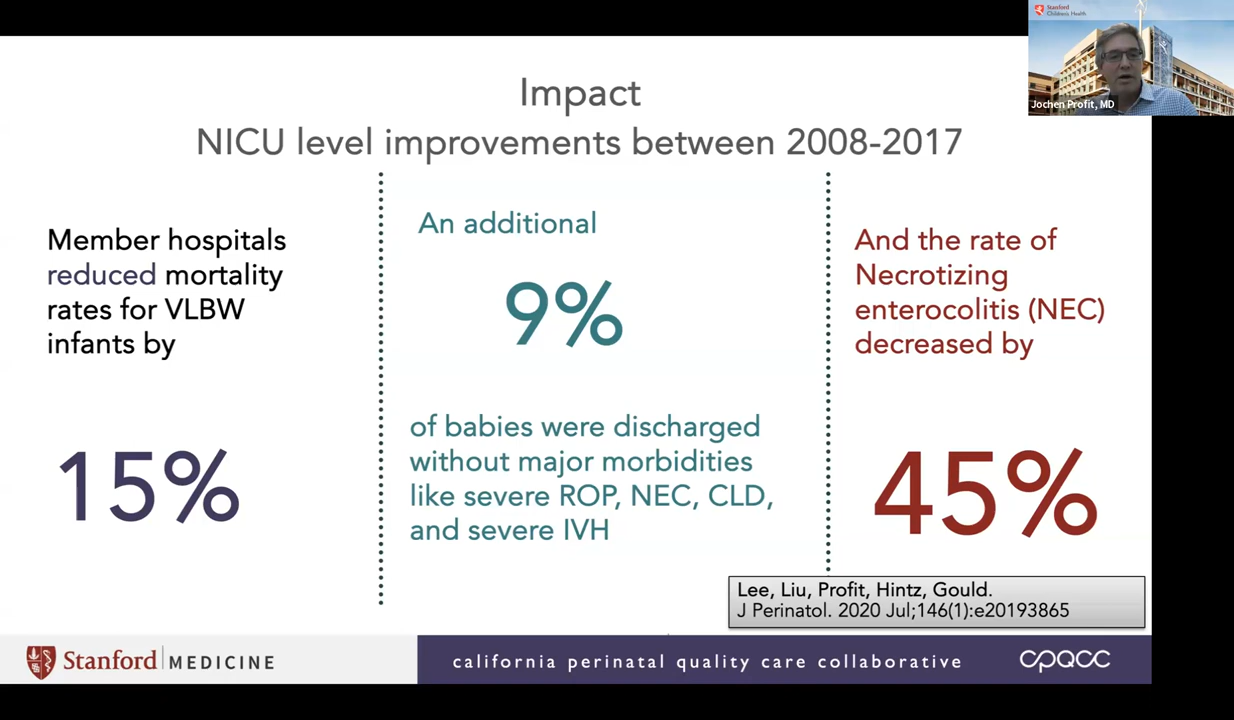 Stanford
Children's Health
Jochen Profit, MD
Impact
NICU level improvements between 2008-2017
Member hospitals
reduced mortality
rates for VLBW
infants by
15%
An additional
9%
of babies were discharged
without major morbidities
like severe ROP, NEC, CLD,
and severe IVH
And the rate of
Necrotizing
enterocolitis (NEC)
decreased by
45%
Lee, Liu, Profit, Hintz, Gould.
J Perinatol. 2020 Jul;146(1):e20193865
Stanford MEDICINE
california perinatal quality care collaborative
cpqcc